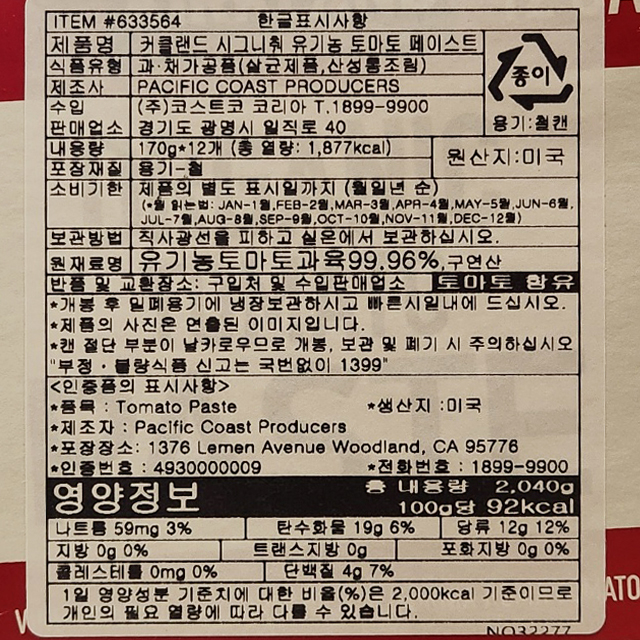 ITEM #633564 한글표시사항
제품명 커클랜드 시그니춰 유기농 토마토 페이스트
식품유형 과·채가공품(살균제품,산성통조림)
제조사 PACIFIC COAST PRODUCERS
종이
용기:철캔
수입 (주)코스트코 코리아 T.1899-9900
판매업소 경기도 광명시 일직로 40
내용량 170g*12개 (총 열량: 1,877kcal)
포장재질 용기-철
원산지:미국
소비기한 제품의 별도 표시일까지 (월일년 순)
(*월 읽는법: JAN-1월,FEB-2월,MAR-3월,APR-4월,MAY-5월,JUN-6월,
JUL-7월,AUG-8월,SEP-9월,OCT-10월,NOV-11월,DEC-12월)
보관방법 직사광선을 피하고 실온에서 보관하십시오.
원재료명 유기농토마토과육99.96%,구연산
반품 및 교환장소: 구입처 및 수입판매업소 토마토 함유
*개봉 후 밀폐용기에 냉장보관하시고 빠른시일내에 드십시오.
*제품의 사진은 연출된 이미지입니다.
*캔 절단 부분이 날카로우므로 개봉, 보관 및 폐기 시 주의하십시오
"부정·불량식품 신고는 국번없이 1399"
<인증품의 표시사항>
*품목 : Tomato Paste *생산지 :미국
*제조자 : Pacific Coast Producers
*포장장소: 1376 Lemen Avenue Woodland, CA 95776
*인증번호 : 4930000009 *전화번호 : 1899-9900
영양정보 총 내용량 2,040g
100g당 92kcal
나트륨 59mg 3% 탄수화물 19g 6% 당류 12g 12%
지방 0g 0% 트랜스지방 0g 포화지방 0g 0%
콜레스테롤 0mg 0% 단백질 4g 7%
1일 영양성분 기준치에 대한 비율(%)은 2,000kcal 기준이므로
개인의 필요 열량에 따라 다를 수 있습니다.
NO32277